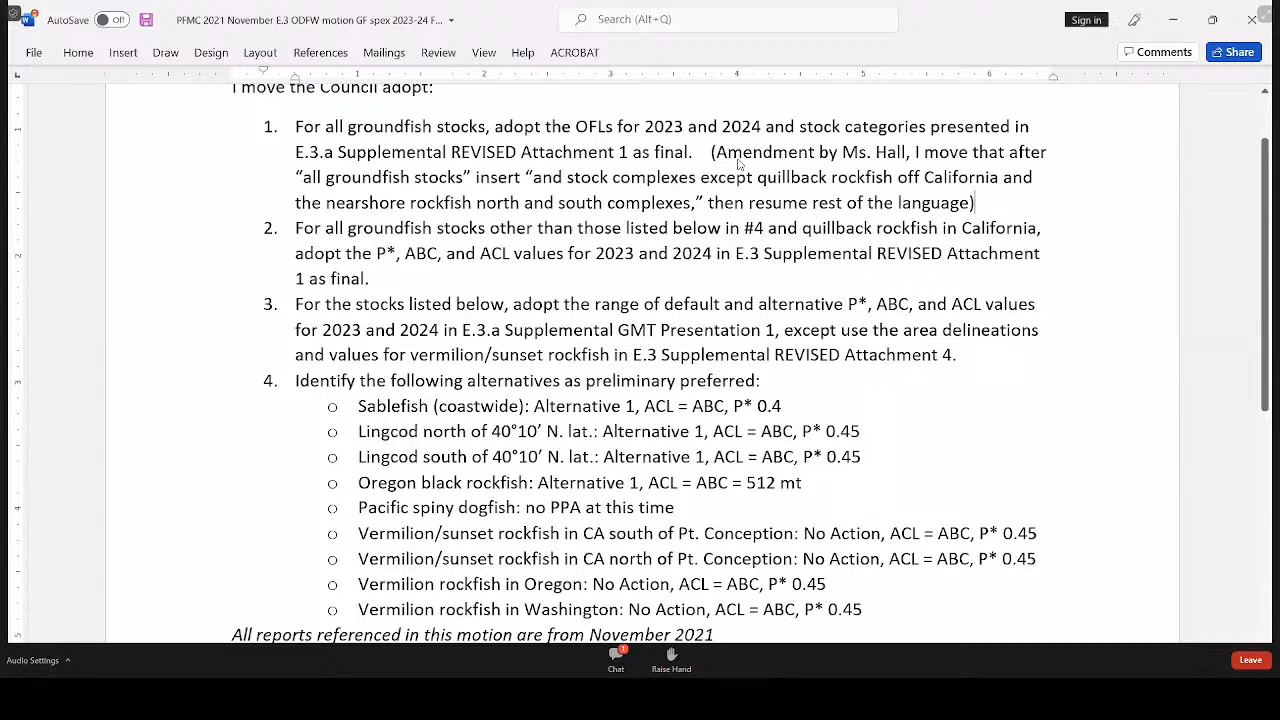 AutoSave Off PFMC 2021 November E.3 ODFW motion GF spex 2023-24 F... Search (Alt+Q) Sign in
File Home Insert Draw Design Layout References Mailings Review View Help ACROBAT Comments Share
1 2 3 4 5 6
I move the Council adopt:
1. For all groundfish stocks, adopt the OFLs for 2023 and 2024 and stock categories presented in
E.3.a Supplemental REVISED Attachment 1 as final. (Amendment by Ms. Hall, I move that after
“all groundfish stocks” insert “and stock complexes except quillback rockfish off California and
the nearshore rockfish north and south complexes,” then resume rest of the language)
2. For all groundfish stocks other than those listed below in #4 and quillback rockfish in California,
adopt the P*, ABC, and ACL values for 2023 and 2024 in E.3 Supplemental REVISED Attachment
1 as final.
3. For the stocks listed below, adopt the range of default and alternative P*, ABC, and ACL values
for 2023 and 2024 in E.3.a Supplemental GMT Presentation 1, except use the area delineations
and values for vermilion/sunset rockfish in E.3 Supplemental REVISED Attachment 4.
4. Identify the following alternatives as preliminary preferred:
o Sablefish (coastwide): Alternative 1, ACL = ABC, P* 0.4
o Lingcod north of 40°10’ N. lat.: Alternative 1, ACL = ABC, P* 0.45
o Lingcod south of 40°10’ N. lat.: Alternative 1, ACL = ABC, P* 0.45
o Oregon black rockfish: Alternative 1, ACL = ABC = 512 mt
o Pacific spiny dogfish: no PPA at this time
o Vermilion/sunset rockfish in CA south of Pt. Conception: No Action, ACL = ABC, P* 0.45
o Vermilion/sunset rockfish in CA north of Pt. Conception: No Action, ACL = ABC, P* 0.45
o Vermilion rockfish in Oregon: No Action, ACL = ABC, P* 0.45
o Vermilion rockfish in Washington: No Action, ACL = ABC, P* 0.45
All reports referenced in this motion are from November 2021
Audio Settings Chat 1 Raise Hand Leave